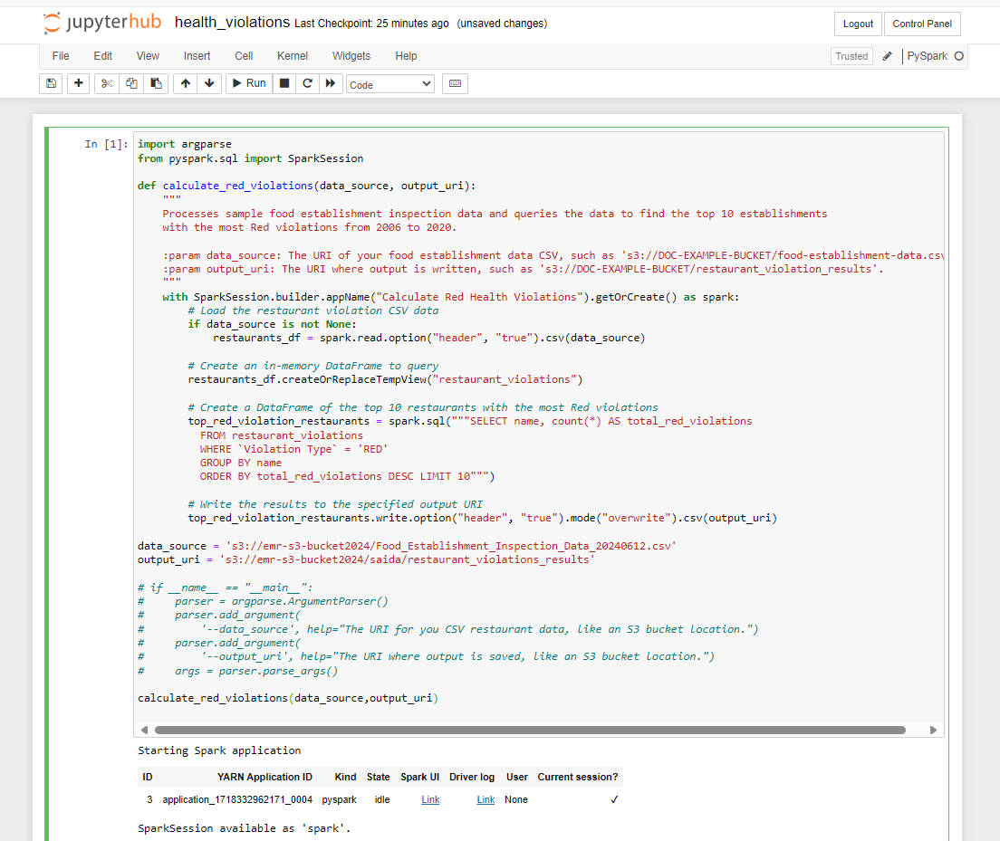 jupyterhub health_violations Last Checkpoint: 25 minutes ago (unsaved changes) Logout Control Panel
File Edit View Insert Cell Kernel Widgets Help Trusted PySpark
Run Code
In [1]: import argparse
from pyspark.sql import SparkSession
def calculate_red_violations(data_source, output_uri):
"""
Processes sample food establishment inspection data and queries the data to find the top 10 establishments
with the most Red violations from 2006 to 2020.
:param data_source: The URI of your food establishment data CSV, such as 's3://DOC-EXAMPLE-BUCKET/food-establishment-data.csv
:param output_uri: The URI where output is written, such as 's3://DOC-EXAMPLE-BUCKET/restaurant_violation_results'.
"""
with SparkSession.builder.appName("Calculate Red Health Violations").getOrCreate() as spark:
# Load the restaurant violation CSV data
if data_source is not None:
restaurants_df = spark.read.option("header", "true").csv(data_source)
# Create an in-memory DataFrame to query
restaurants_df.createOrReplaceTempView("restaurant_violations")
# Create a DataFrame of the top 10 restaurants with the most Red violations
top_red_violation_restaurants = spark.sql("""SELECT name, count(*) AS total_red_violations
FROM restaurant_violations
WHERE `Violation Type` = 'RED'
GROUP BY name
ORDER BY total_red_violations DESC LIMIT 10""")
# Write the results to the specified output URI
top_red_violation_restaurants.write.option("header", "true").mode("overwrite").csv(output_uri)
data_source = 's3://emr-s3-bucket2024/Food_Establishment_Inspection_Data_20240612.csv'
output_uri = 's3://emr-s3-bucket2024/saida/restaurant_violations_results'
# if __name__ == "__main__":
# parser = argparse.ArgumentParser()
# parser.add_argument(
# '--data_source', help="The URI for you CSV restaurant data, like an S3 bucket location.")
# parser.add_argument(
# '--output_uri', help="The URI where output is saved, like an S3 bucket location.")
# args = parser.parse_args()
calculate_red_violations(data_source,output_uri)
Starting Spark application
ID YARN Application ID Kind State Spark UI Driver log User Current session?
3 application_1718332962171_0004 pyspark idle Link Link None ✓
SparkSession available as 'spark'.